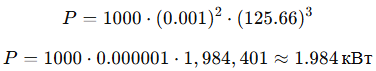 P = 1000 · (0.001)² · (125.66)³
P = 1000 · 0.000001 · 1,984,401 ≈ 1.984 кВт